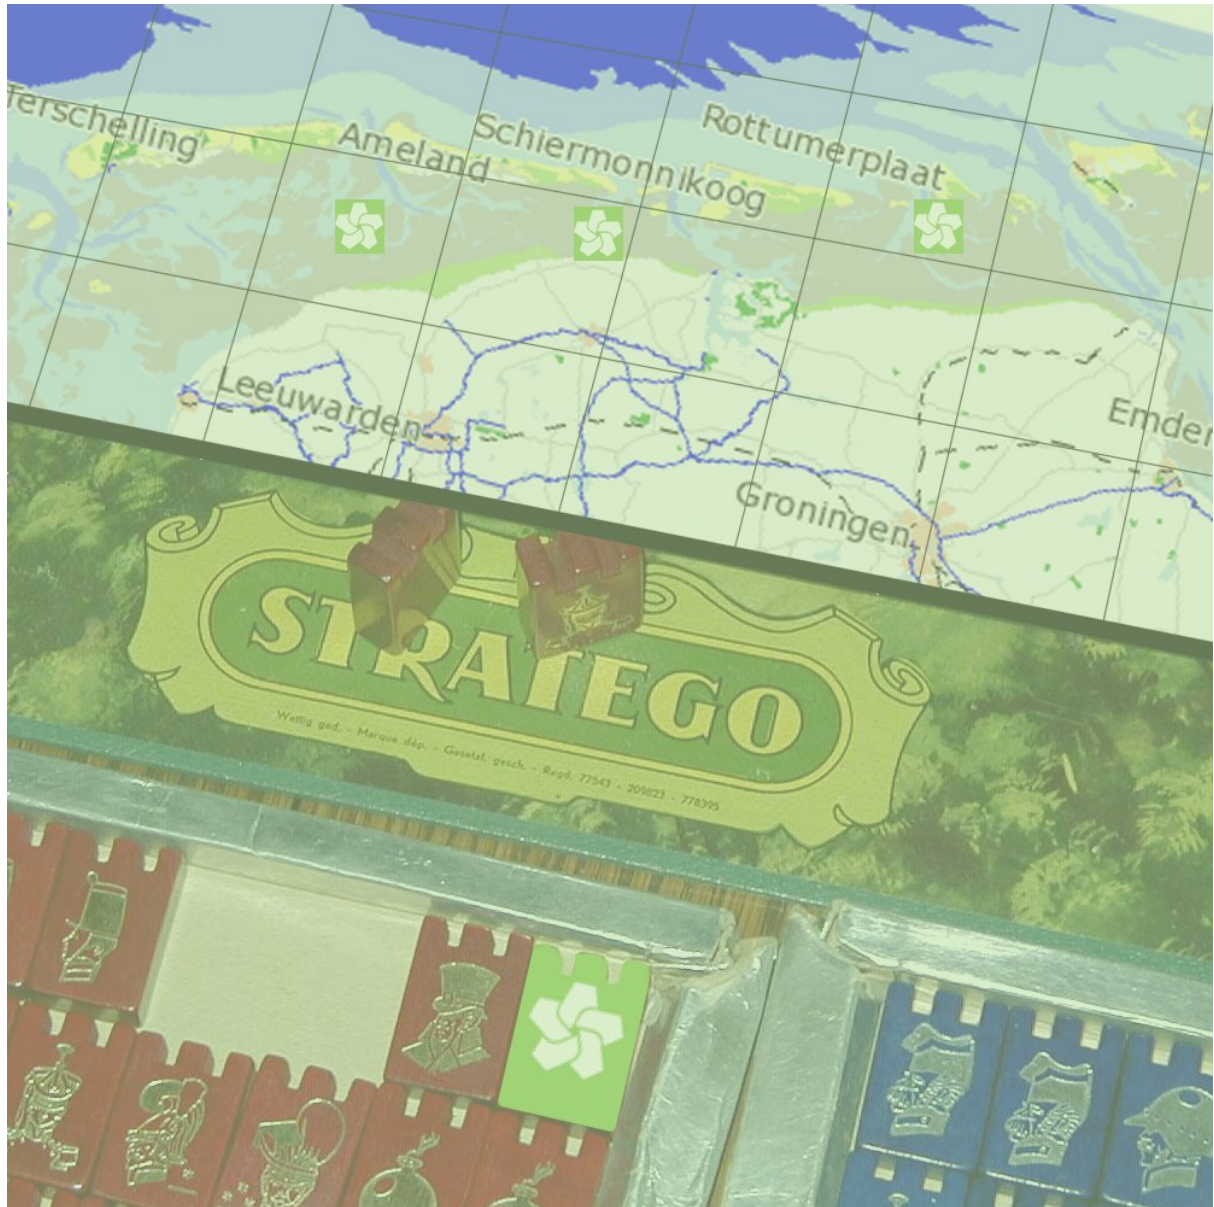 Terschelling
Ameland
Schiermonnikoog
Rottumerplaat
Leeuwarden
Groningen
Emden
STRATEGO
Wettig ged. - Marque dép. - Gesetzl. gesch. - Regd. 77543 - 209823 - 778395